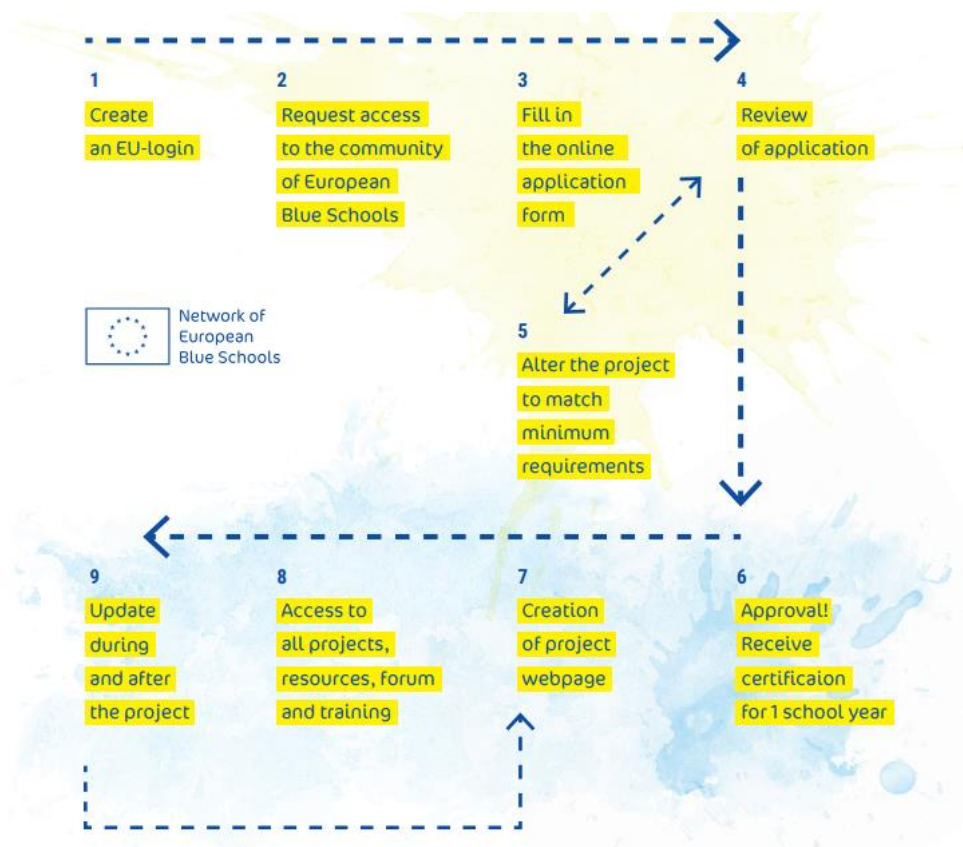 1
Create
an EU-login
2
Request access
to the community
of European
Blue Schools
3
Fill in
the online
application
form
4
Review
of application
Network of
European
Blue Schools
5
Alter the project
to match
minimum
requirements
9
Update
during
and after
the project
8
Access to
all projects,
resources, forum
and training
7
Creation
of project
webpage
6
Approval!
Receive
certificaion
for 1 school year